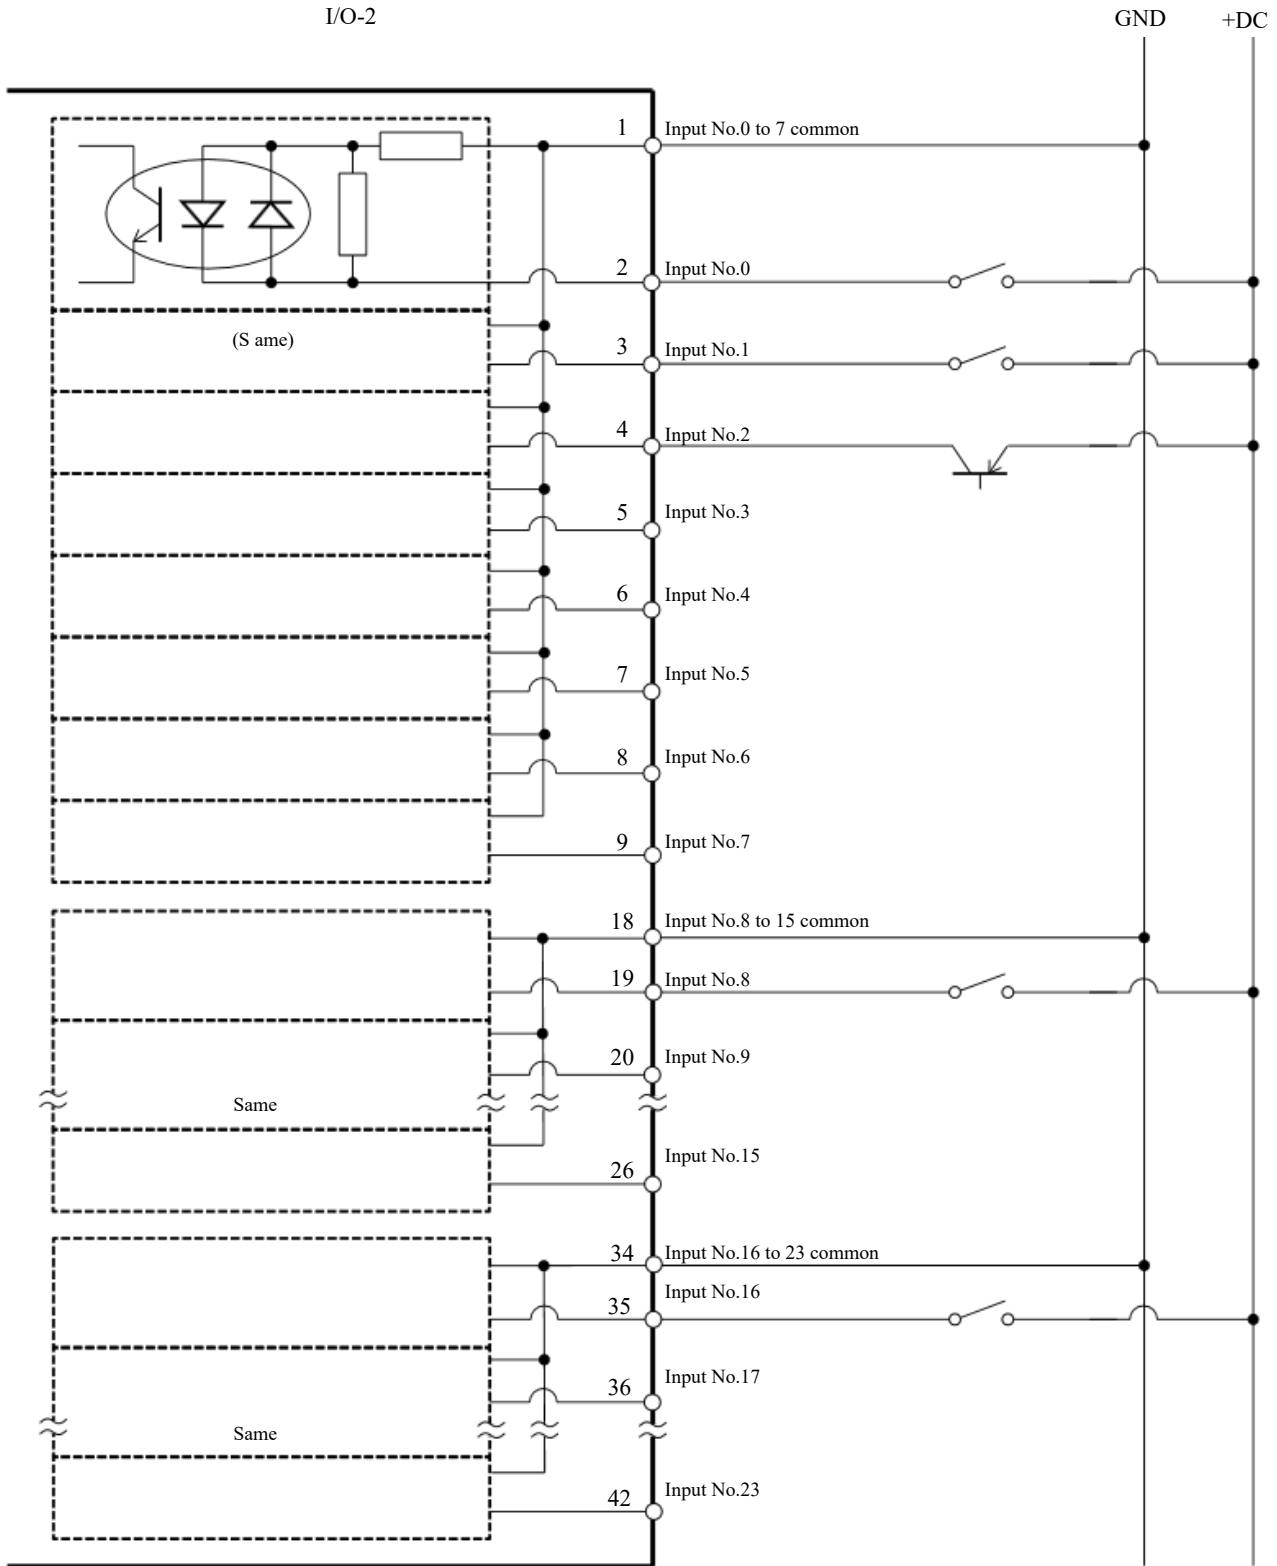 I/O-2
GND
+DC
1
Input No.0 to 7 common
2
Input No.0
(S ame)
3
Input No.1
4
Input No.2
5
Input No.3
6
Input No.4
7
Input No.5
8
Input No.6
9
Input No.7
18
Input No.8 to 15 common
19
Input No.8
20
Input No.9
Same
26
Input No.15
34
Input No.16 to 23 common
35
Input No.16
36
Input No.17
Same
42
Input No.23